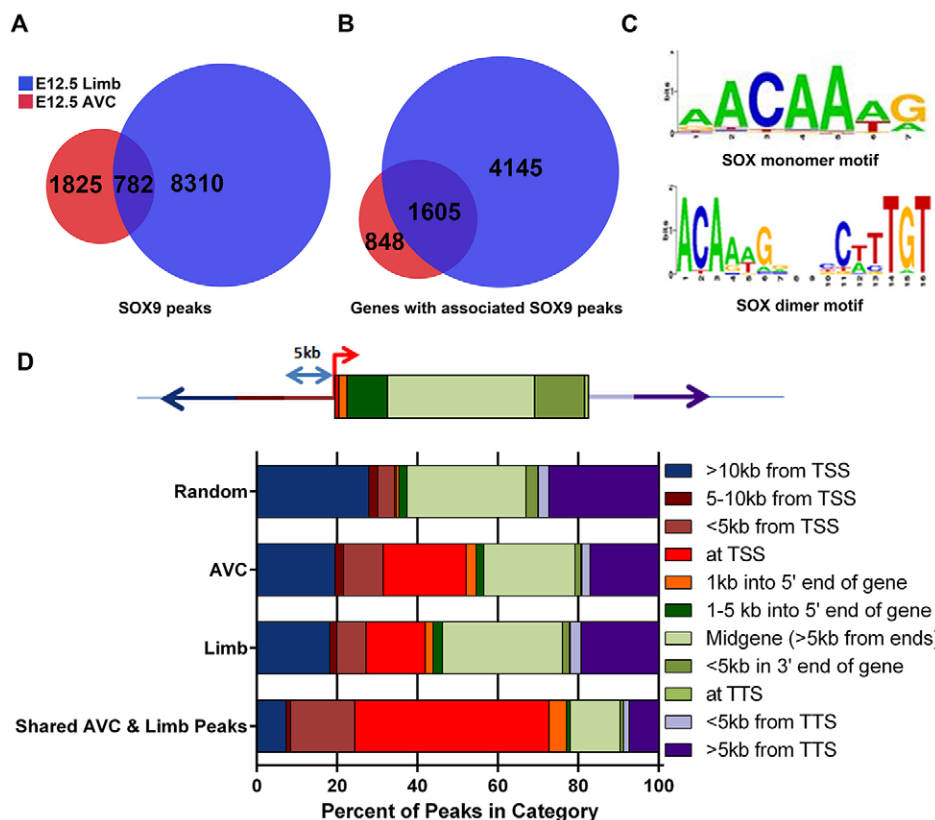 A
B
C
E12.5 Limb
E12.5 AVC
1825
782
8310
SOX9 peaks
4145
1605
848
Genes with associated SOX9 peaks
SOX monomer motif
SOX dimer motif
D
5kb
Random
AVC
Limb
Shared AVC & Limb Peaks
0 20 40 60 80 100
Percent of Peaks in Category
>10kb from TSS
5-10kb from TSS
<5kb from TSS
at TSS
1kb into 5' end of gene
1-5 kb into 5' end of gene
Midgene (>5kb from ends)
<5kb in 3' end of gene
at TTS
<5kb from TTS
>5kb from TTS